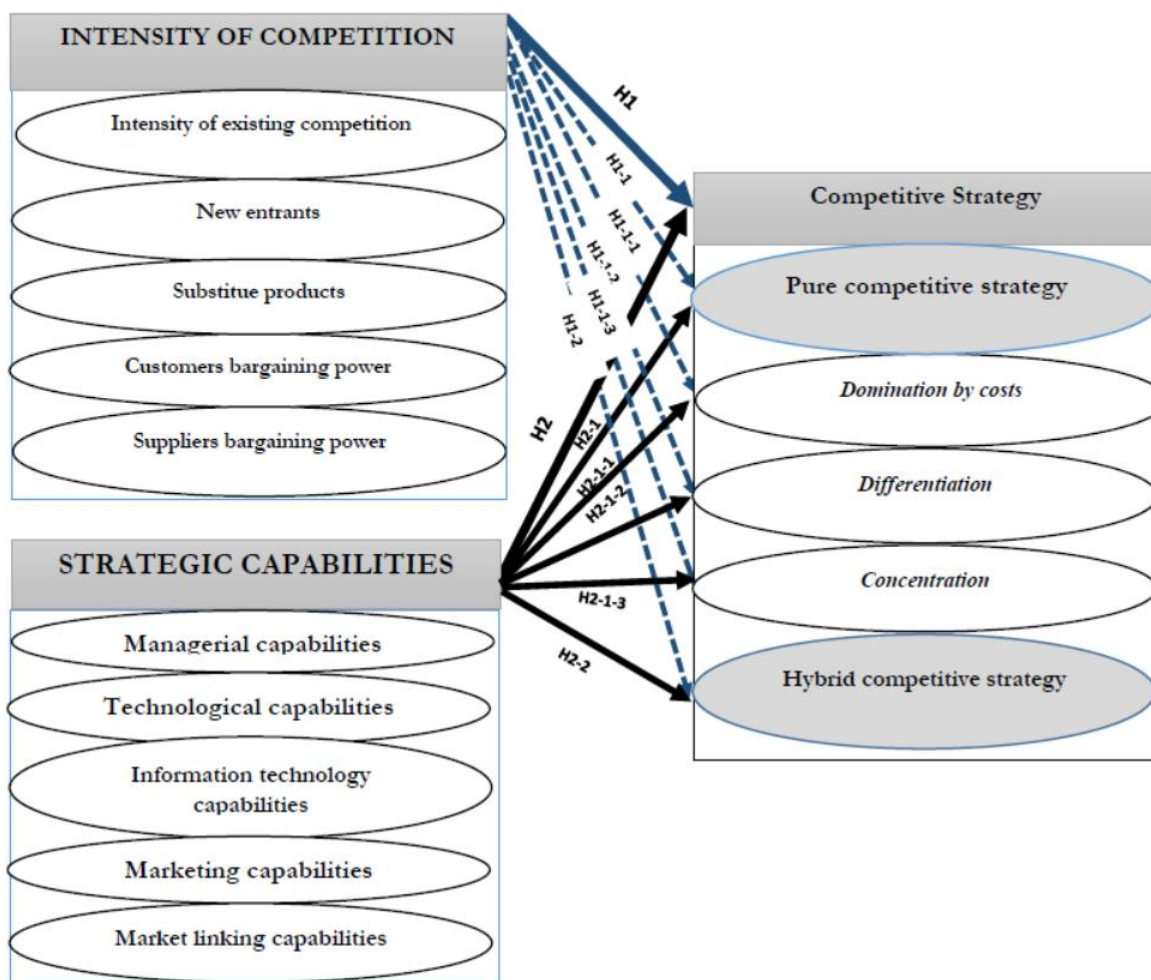 INTENSITY OF COMPETITION
Intensity of existing competition
New entrants
Substitue products
Customers bargaining power
Suppliers bargaining power
STRATEGIC CAPABILITIES
Managerial capabilities
Technological capabilities
Information technology
capabilities
Marketing capabilities
Market linking capabilities
H1
H1-1
H1-1-1
H1-1-2
H1-1-3
H1-2
H2
H2-1
H2-1-1
H2-1-2
H2-1-3
H2-2
Competitive Strategy
Pure competitive strategy
Domination by costs
Differentiation
Concentration
Hybrid competitive strategy